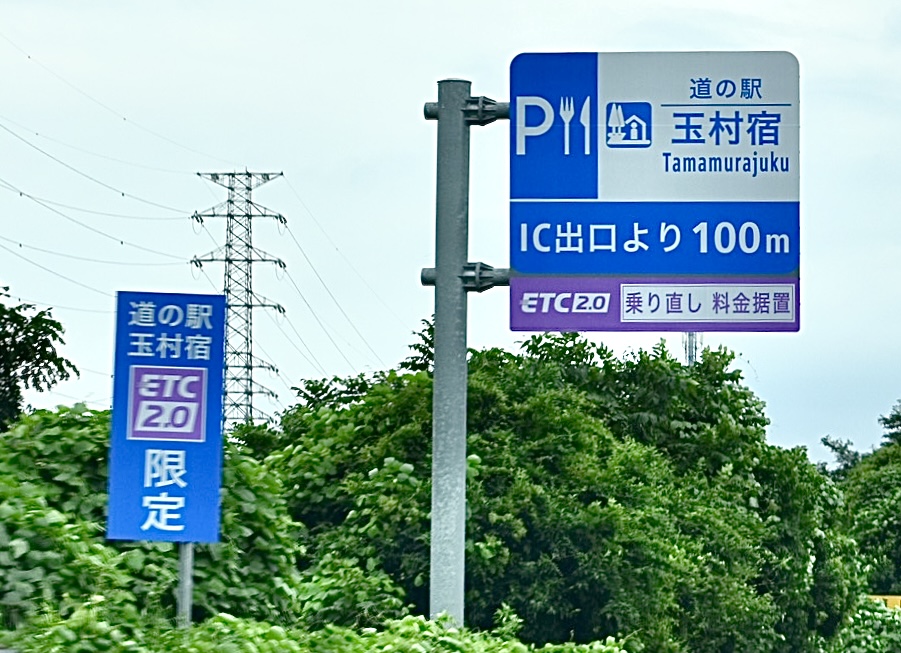 道の駅
玉村宿
ETC
2.0
限
定
P
道の駅
玉村宿
Tamamurajuku
IC出口より100m
ETC2.0 乗り直し 料金据置